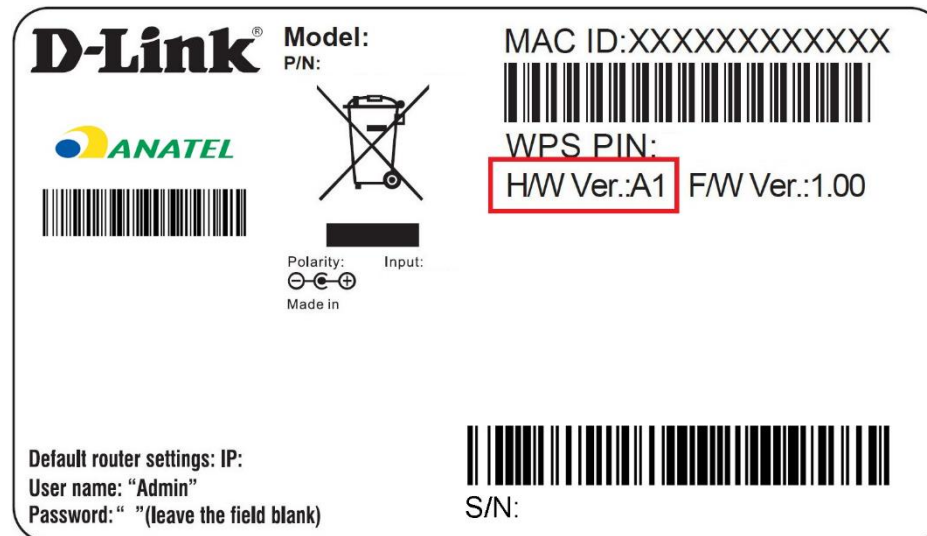 D-Link®
Model:
P/N:
ANATEL
Polarity: Input:
Made in
MAC ID:XXXXXXXXXXXX
WPS PIN:
H/W Ver.:A1 F/W Ver.:1.00
Default router settings: IP:
User name: “Admin”
Password: “ ”(leave the field blank)
S/N: